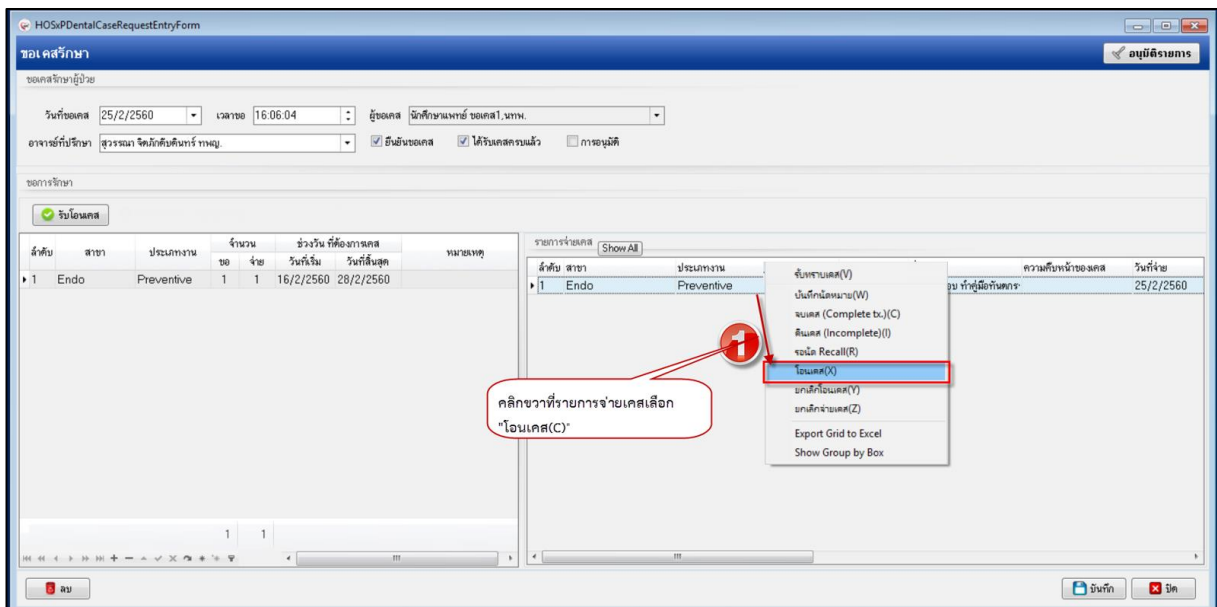 HOSxPDentalCaseRequestEntryForm
ขอเคสรักษา
อนุมัติรายการ
ขอเคสรักษาผู้ป่วย
วันที่ขอเคส 25/2/2560 เวลาขอ 16:06:04 ผู้ขอเคส นักศึกษาแพทย์ ขอเคส1,นทพ.
อาจารย์ที่ปรึกษา สุวรรณา จิตภักดีบดินทร์ ทพญ. ยืนยันขอเคส ได้รับเคสครบแล้ว การอนุมัติ
ขอการรักษา
รับโอนเคส
ลำดับ สาขา ประเภทงาน จำนวน ช่วงวัน ที่ต้องการเคส หมายเหตุ
ขอ จ่าย วันที่เริ่ม วันที่สิ้นสุด
1 Endo Preventive 1 1 16/2/2560 28/2/2560
รายการจ่ายเคส Show All
ลำดับ สาขา ประเภทงาน ความคืบหน้าของเคส วันที่จ่าย
1 Endo Preventive อบ ทำคู่มือทันตกร 25/2/2560
รับทราบเคส(V)
บันทึกนัดหมาย(W)
จบเคส (Complete tx.)(C)
คืนเคส (Incomplete)(I)
รอนัด Recall(R)
โอนเคส(X)
ยกเลิกโอนเคส(Y)
ยกเลิกจ่ายเคส(Z)
Export Grid to Excel
Show Group by Box
1
คลิกขวาที่รายการจ่ายเคสเลือก
"โอนเคส(C)"
1 1
ลบ
บันทึก ปิด